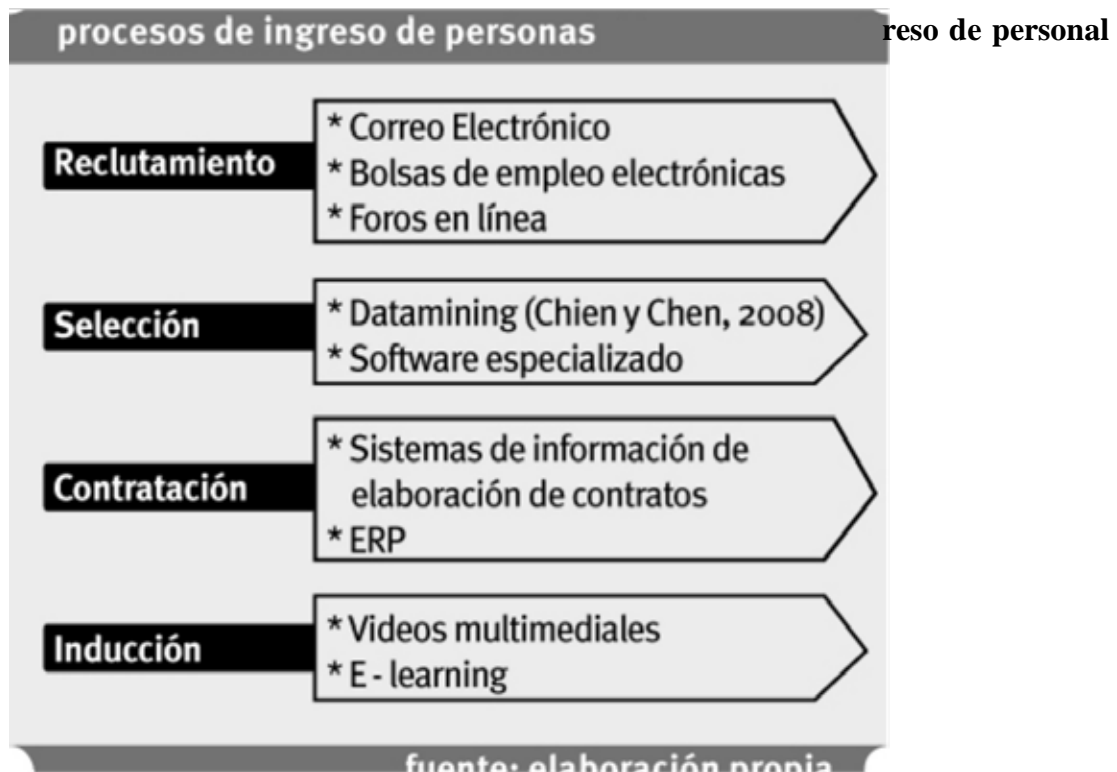 procesos de ingreso de personas
reso de personal
Reclutamiento
* Correo Electrónico
* Bolsas de empleo electrónicas
* Foros en línea
Selección
* Datamining (Chien y Chen, 2008)
* Software especializado
Contratación
* Sistemas de información de
elaboración de contratos
* ERP
Inducción
* Videos multimediales
* E - learning
fuente: elaboración propia